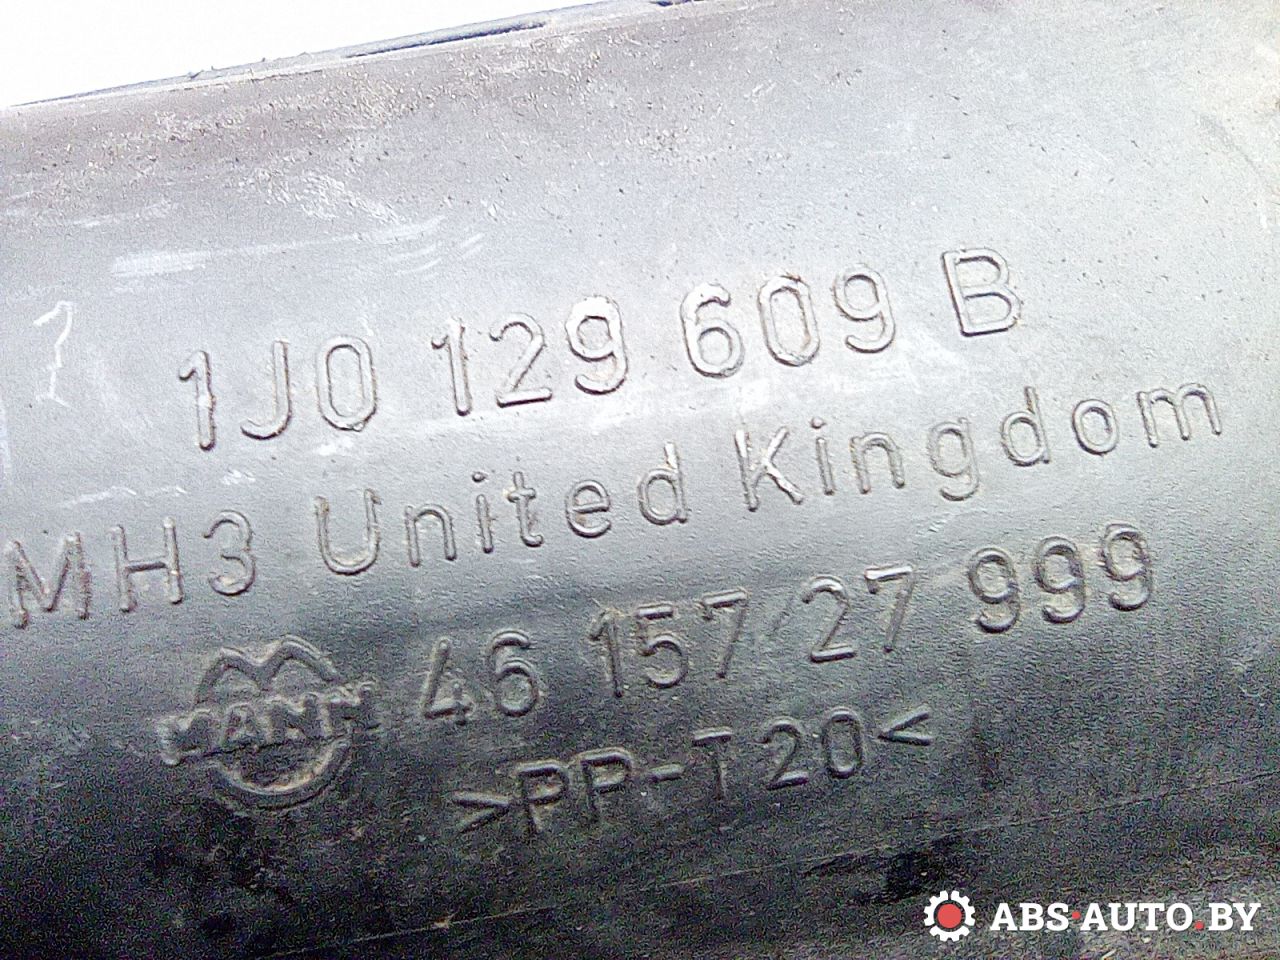 1J0 129 609 B
MH3 United Kingdom
MANN 46 157 27 999
>PP-T20<
ABS·AUTO.BY